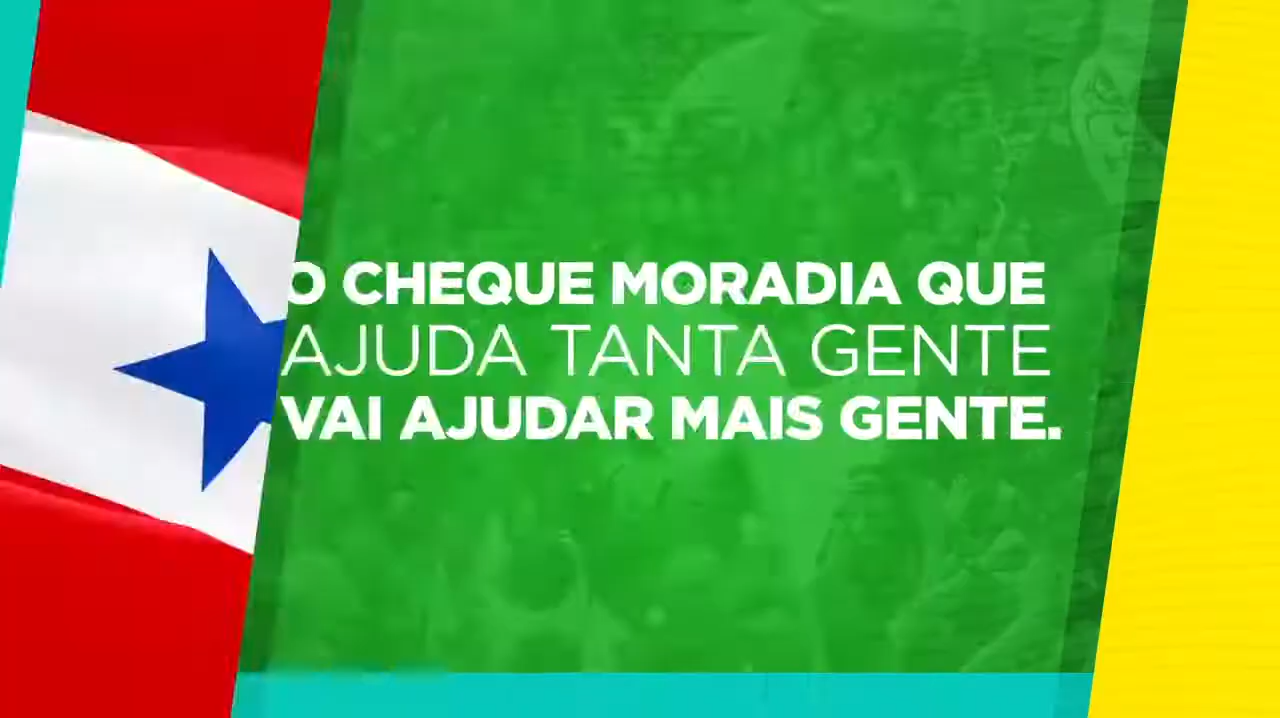 O CHEQUE MORADIA QUE
AJUDA TANTA GENTE
VAI AJUDAR MAIS GENTE.